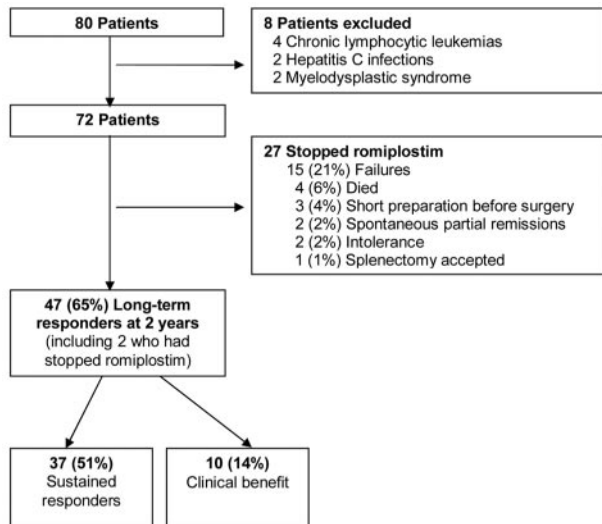 80 Patients
8 Patients excluded
4 Chronic lymphocytic leukemias
2 Hepatitis C infections
2 Myelodysplastic syndrome
72 Patients
27 Stopped romiplostim
15 (21%) Failures
4 (6%) Died
3 (4%) Short preparation before surgery
2 (2%) Spontaneous partial remissions
2 (2%) Intolerance
1 (1%) Splenectomy accepted
47 (65%) Long-term
responders at 2 years
(including 2 who had
stopped romiplostim)
37 (51%)
Sustained
responders
10 (14%)
Clinical benefit